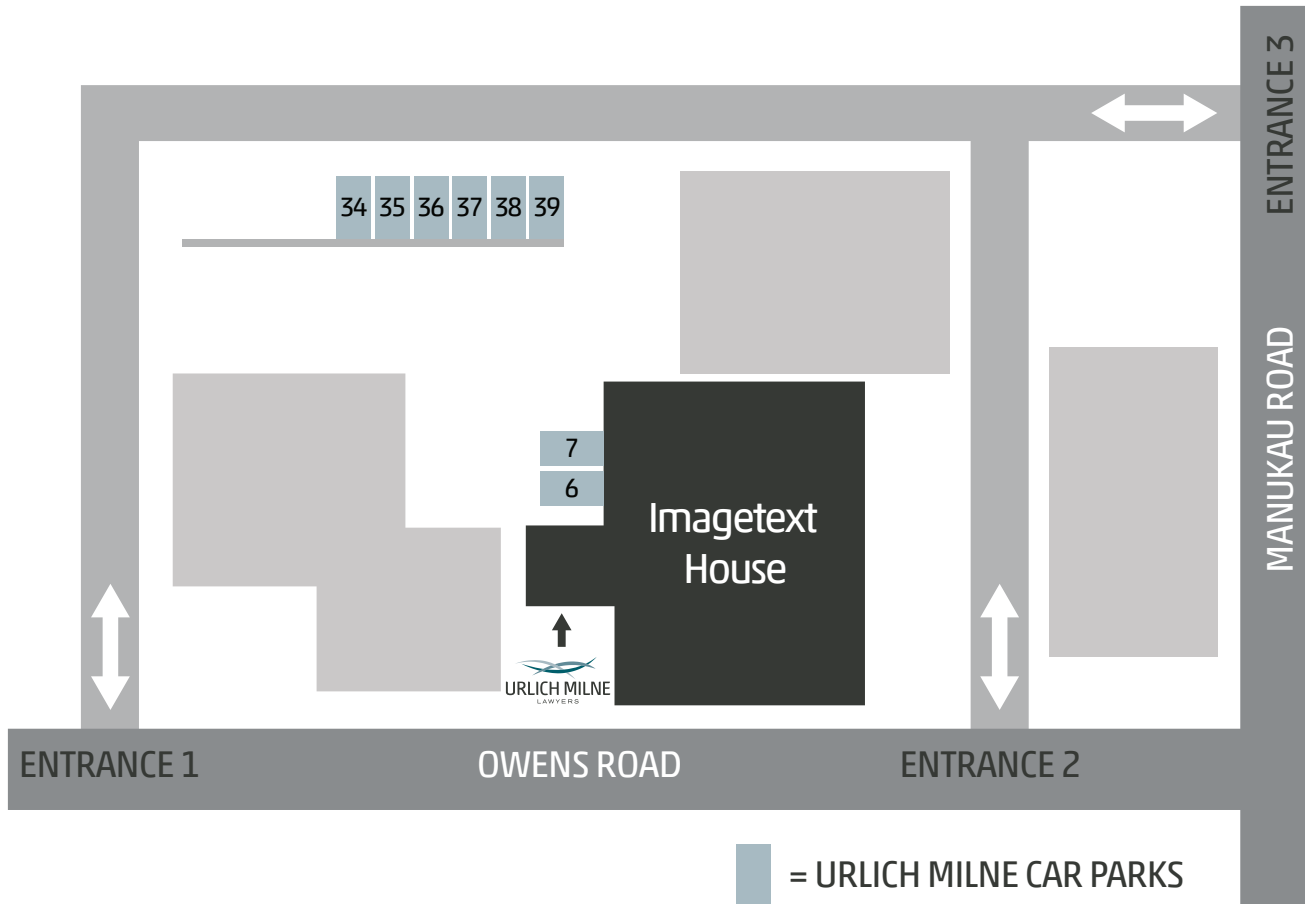 ENTRANCE 3
34 35 36 37 38 39
MANUKAU ROAD
7
6
Imagetext
House
URLICH MILNE
LAWYERS
ENTRANCE 1
OWENS ROAD
ENTRANCE 2
= URLICH MILNE CAR PARKS